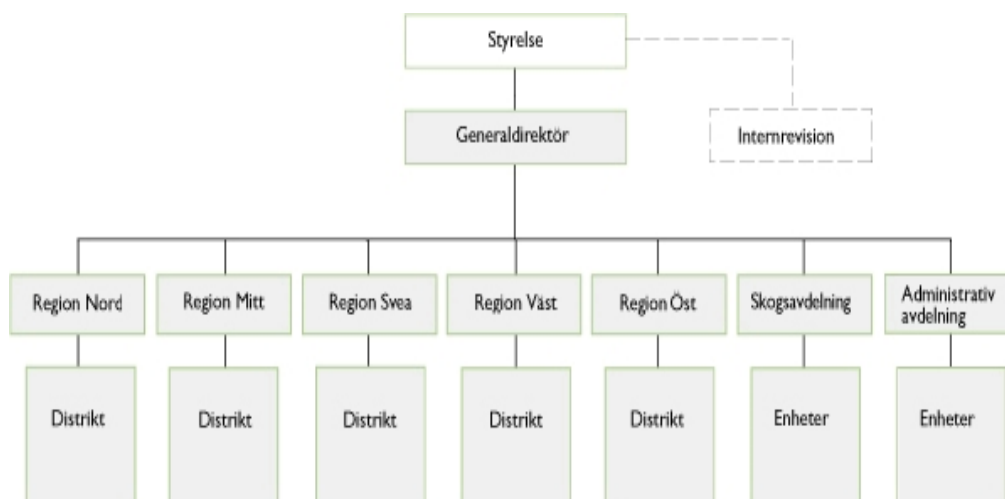 Styrelse
Generaldirektör
Internrevision
Region Nord
Region Mitt
Region Svea
Region Väst
Region Öst
Skogsavdelning
Administrativ
avdelning
Distrikt
Distrikt
Distrikt
Distrikt
Distrikt
Enheter
Enheter